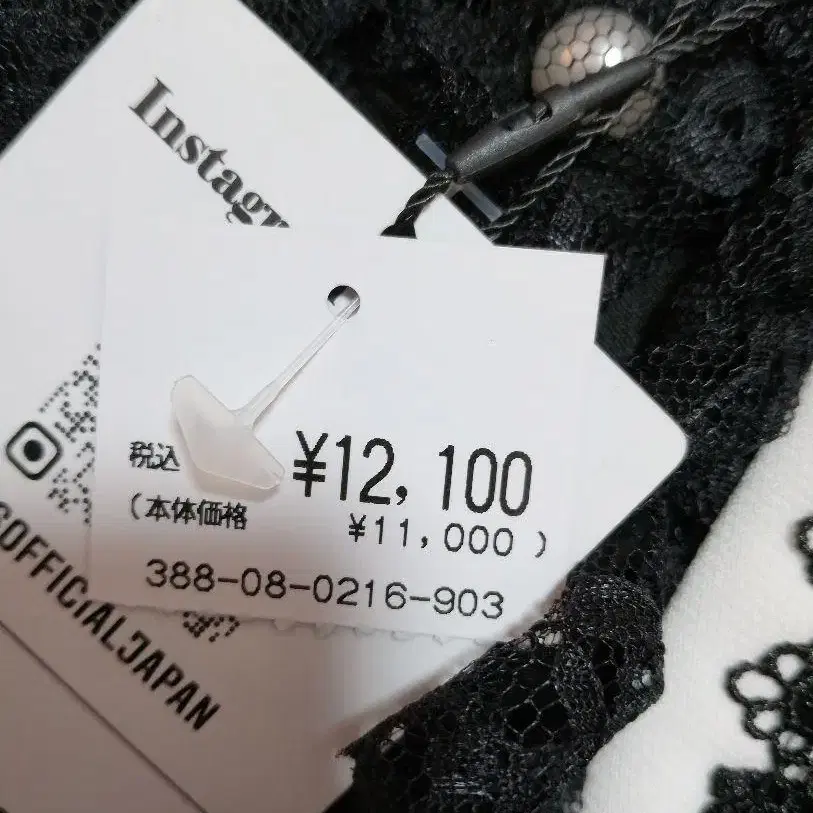 Instagr
税込 ¥12,100
(本体価格 ¥11,000)
388-08-0216-903
OFFICIALJAPAN